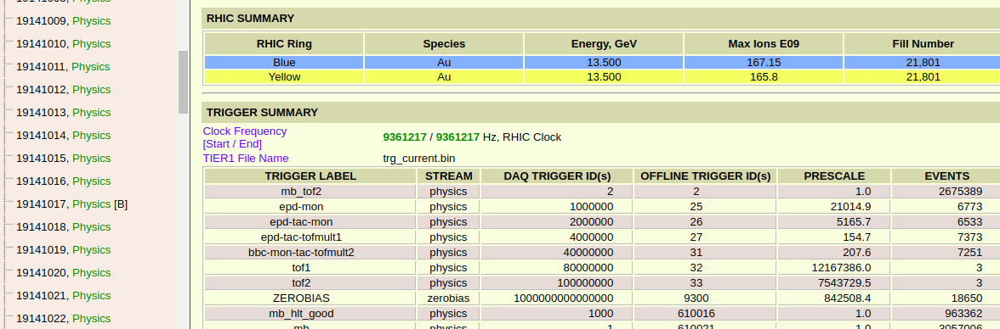 19141009, Physics
19141010, Physics
19141011, Physics
19141012, Physics
19141013, Physics
19141014, Physics
19141015, Physics
19141016, Physics
19141017, Physics [B]
19141018, Physics
19141019, Physics
19141020, Physics
19141021, Physics
19141022, Physics
RHIC SUMMARY
RHIC Ring Species Energy, GeV Max Ions E09 Fill Number
Blue Au 13.500 167.15 21,801
Yellow Au 13.500 165.8 21,801
TRIGGER SUMMARY
Clock Frequency
[Start / End] 9361217 / 9361217 Hz, RHIC Clock
TIER1 File Name trg_current.bin
TRIGGER LABEL STREAM DAQ TRIGGER ID(s) OFFLINE TRIGGER ID(s) PRESCALE EVENTS
mb_tof2 physics 2 2 1.0 2675389
epd-mon physics 1000000 25 21014.9 6773
epd-tac-mon physics 2000000 26 5165.7 6533
epd-tac-tofmult1 physics 4000000 27 154.7 7373
bbc-mon-tac-tofmult2 physics 40000000 31 207.6 7251
tof1 physics 80000000 32 12167386.0 3
tof2 physics 100000000 33 7543729.5 3
ZEROBIAS zerobias 1000000000000000 9300 842508.4 18650
mb_hlt_good physics 1000 610016 1.0 963362
mb physics 1 610021 1.0 3057006